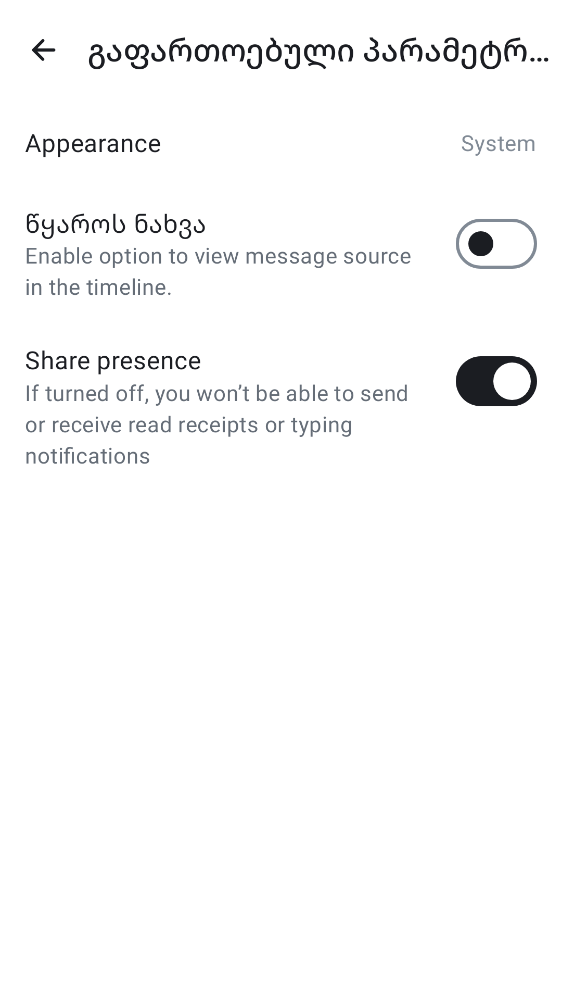 გაფართოებული პარამეტრ...
Appearance
System
წყაროს ნახვა
Enable option to view message source
in the timeline.
Share presence
If turned off, you won’t be able to send
or receive read receipts or typing
notifications